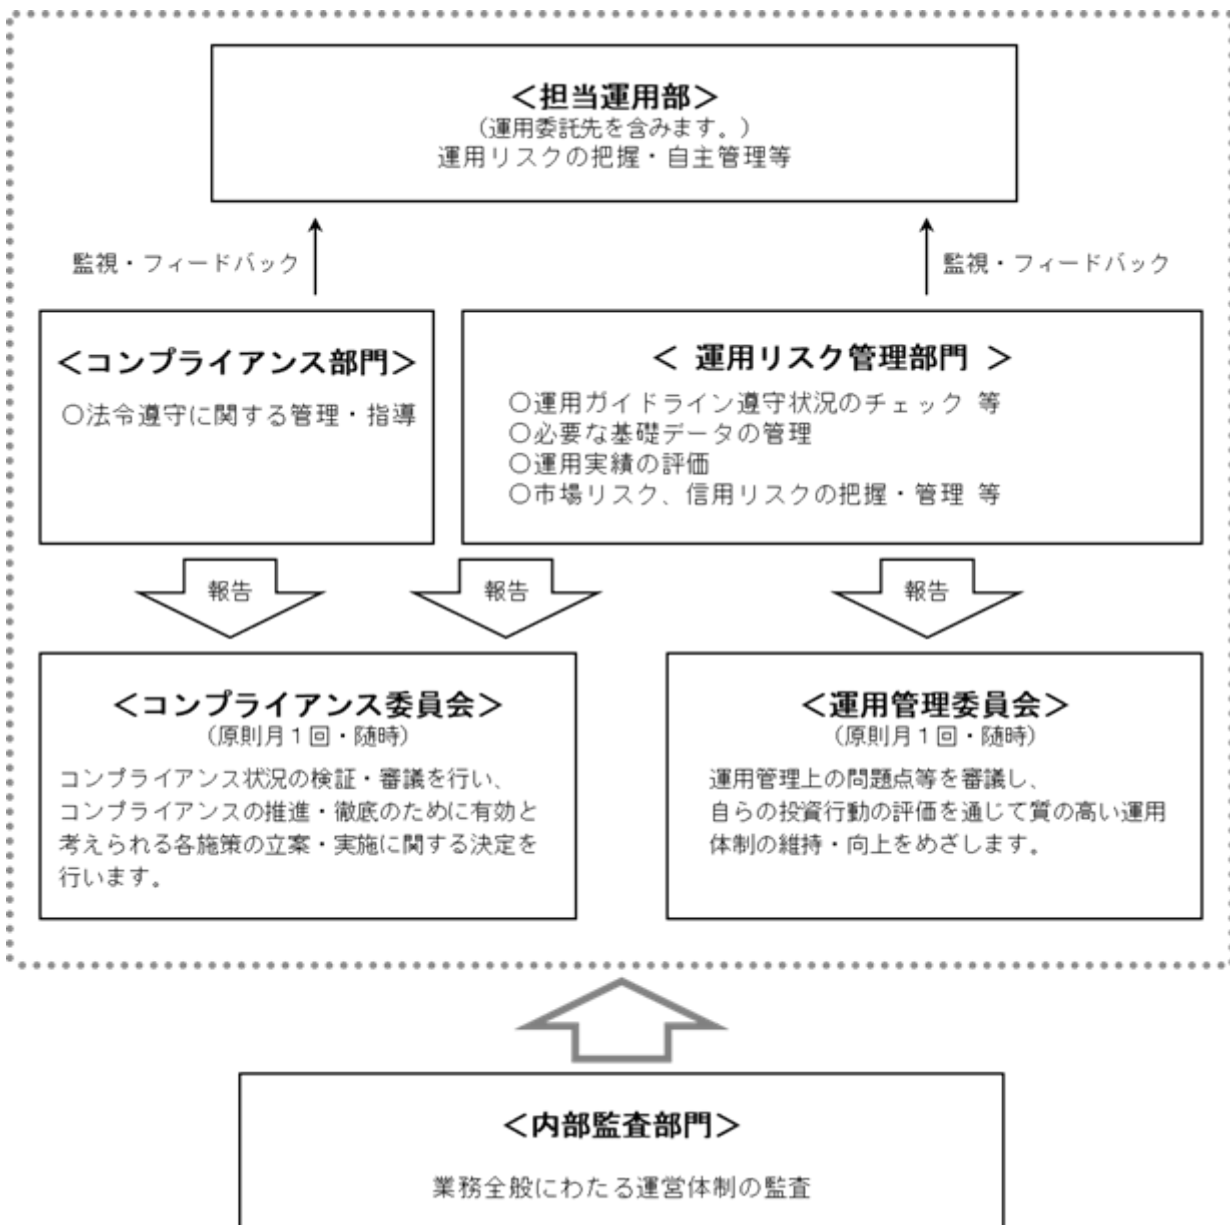 ＜担当運用部＞
（運用委託先を含みます。）
運用リスクの把握・自主管理等
監視・フィードバック
監視・フィードバック
＜コンプライアンス部門＞
○法令遵守に関する管理・指導
＜ 運用リスク管理部門 ＞
○運用ガイドライン遵守状況のチェック 等
○必要な基礎データの管理
○運用実績の評価
○市場リスク、信用リスクの把握・管理 等
報告
報告
報告
＜コンプライアンス委員会＞
（原則月１回・随時）
コンプライアンス状況の検証・審議を行い、
コンプライアンスの推進・徹底のために有効と
考えられる各施策の立案・実施に関する決定を
行います。
＜運用管理委員会＞
（原則月１回・随時）
運用管理上の問題点等を審議し、
自らの投資行動の評価を通じて質の高い運用
体制の維持・向上をめざします。
＜内部監査部門＞
業務全般にわたる運営体制の監査